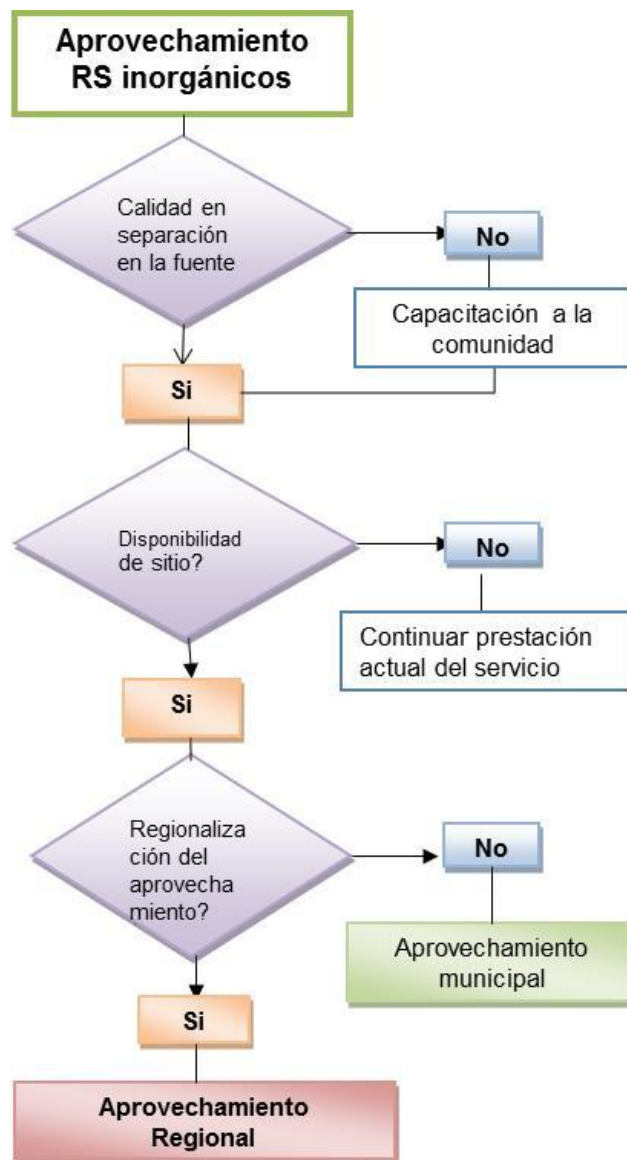 Aprovechamiento
RS inorgánicos
Calidad en
separación
en la fuente
No
Capacitación a la
comunidad
Si
Disponibilidad
de sitio?
No
Continuar prestación
actual del servicio
Si
Regionaliza
ción del
aprovecha
miento?
No
Aprovechamiento
municipal
Si
Aprovechamiento
Regional